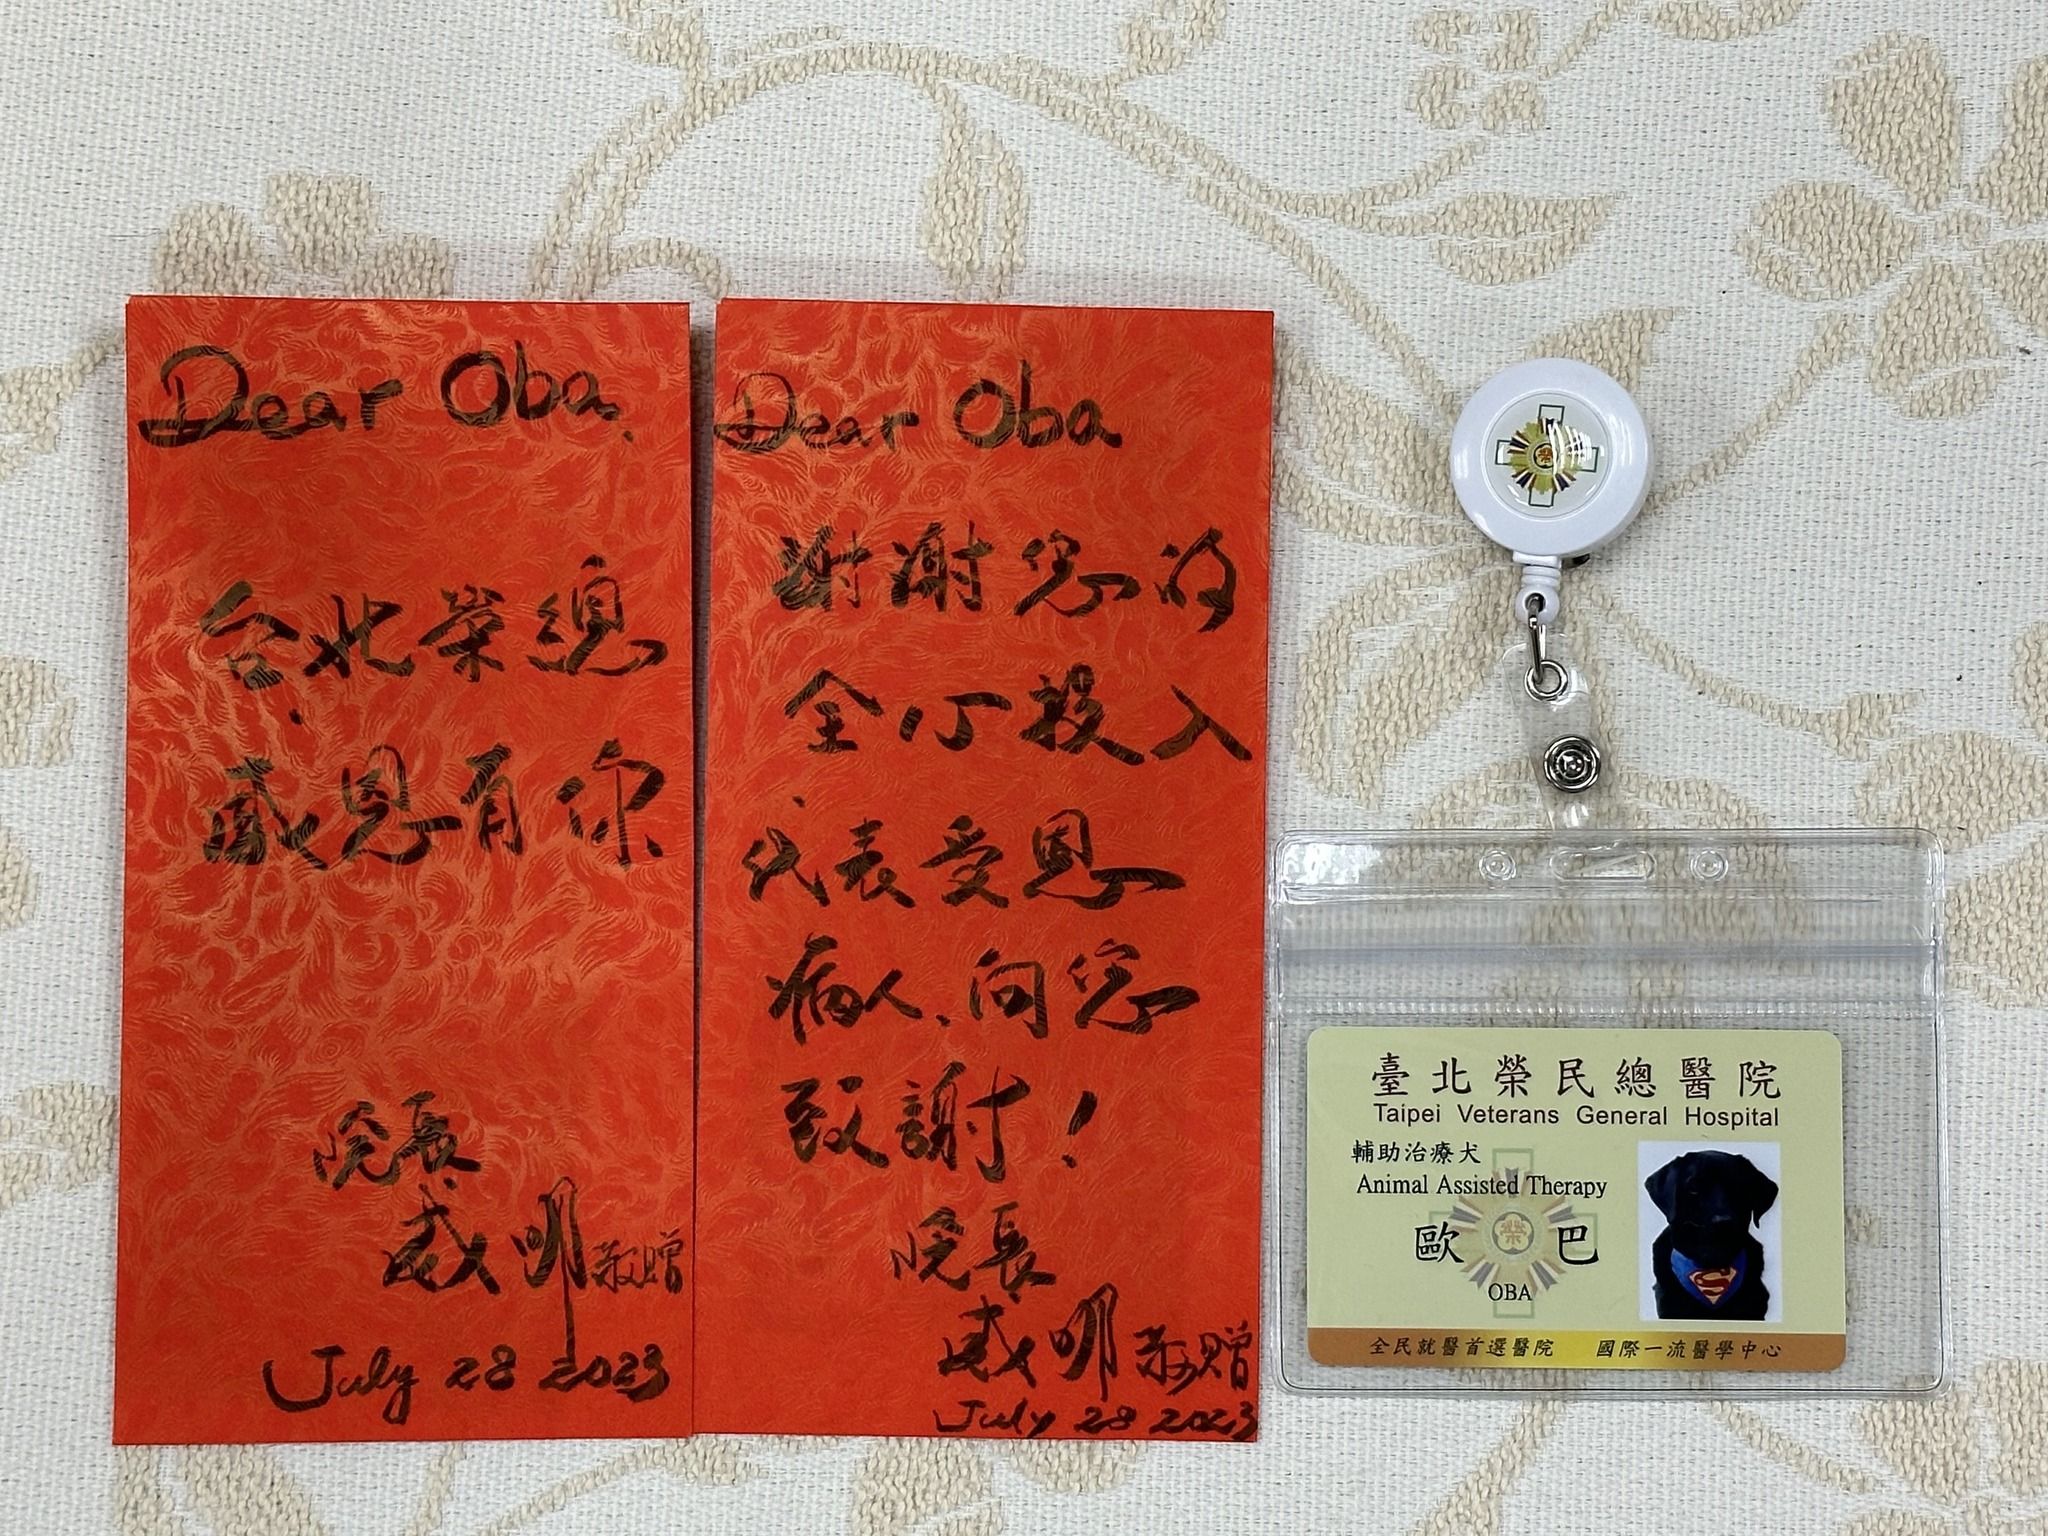 Dear Oba,
台北榮總
感恩有你
院長
威明敬贈
July 28 2023
Dear Oba
谢谢您的
全心投入
代表受恩
病人,向您
致謝!
院長
威明敬贈
July 28 2023
臺北榮民總醫院
Taipei Veterans General Hospital
輔助治療犬
Animal Assisted Therapy
歐巴
OBA
全民就醫首選醫院 國際一流醫學中心